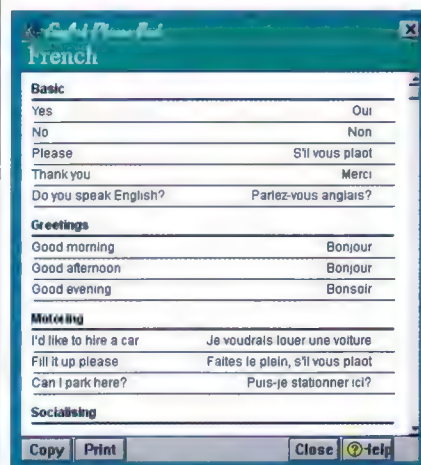 French
Basic
Yes Oui
No Non
Please S'il vous plaot
Thank you Merci
Do you speak English? Parlez-vous anglais?
Greetings
Good morning Bonjour
Good afternoon Bonjour
Good evening Bonsoir
Motoring
I'd like to hire a car Je voudrais louer une voiture
Fill it up please Faites le plein, s'il vous plaot
Can I park here? Puis-je stationner ici?
Socialising
Copy Print Close Help